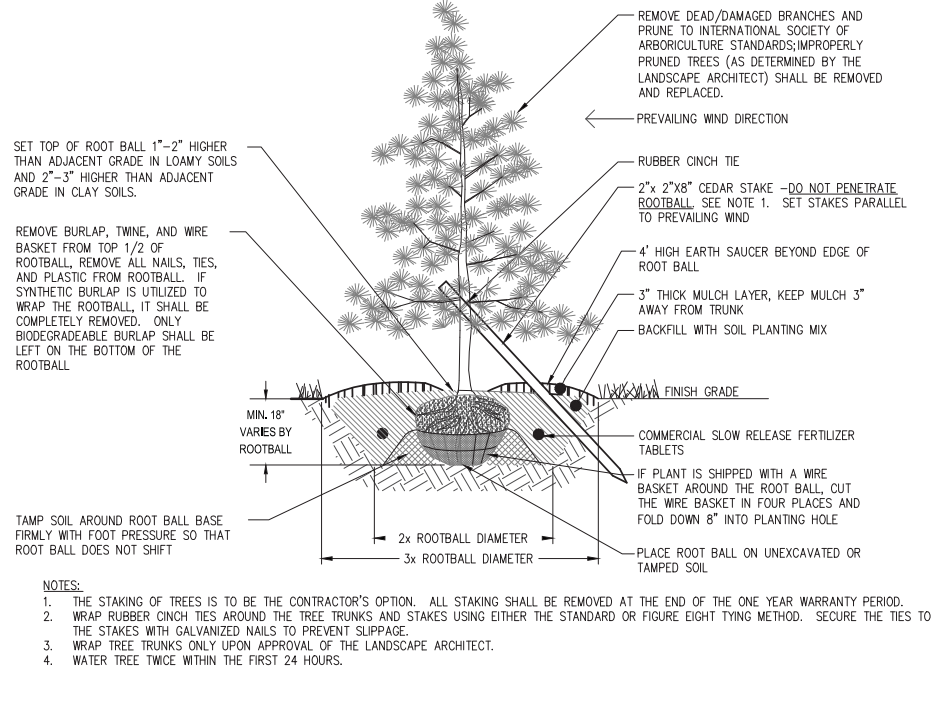 REMOVE DEAD/DAMAGED BRANCHES AND
PRUNE TO INTERNATIONAL SOCIETY OF
ARBORICULTURE STANDARDS;IMPROPERLY
PRUNED TREES (AS DETERMINED BY THE
LANDSCAPE ARCHITECT) SHALL BE REMOVED
AND REPLACED.
PREVAILING WIND DIRECTION
RUBBER CINCH TIE
2"x 2"X8" CEDAR STAKE -DO NOT PENETRATE
ROOTBALL. SEE NOTE 1. SET STAKES PARALLEL
TO PREVAILING WIND
4' HIGH EARTH SAUCER BEYOND EDGE OF
ROOT BALL
3" THICK MULCH LAYER, KEEP MULCH 3"
AWAY FROM TRUNK
BACKFILL WITH SOIL PLANTING MIX
FINISH GRADE
COMMERCIAL SLOW RELEASE FERTILIZER
TABLETS
IF PLANT IS SHIPPED WITH A WIRE
BASKET AROUND THE ROOT BALL, CUT
THE WIRE BASKET IN FOUR PLACES AND
FOLD DOWN 8" INTO PLANTING HOLE
PLACE ROOT BALL ON UNEXCAVATED OR
TAMPED SOIL
SET TOP OF ROOT BALL 1"-2" HIGHER
THAN ADJACENT GRADE IN LOAMY SOILS
AND 2"-3" HIGHER THAN ADJACENT
GRADE IN CLAY SOILS.
REMOVE BURLAP, TWINE, AND WIRE
BASKET FROM TOP 1/2 OF
ROOTBALL, REMOVE ALL NAILS, TIES,
AND PLASTIC FROM ROOTBALL. IF
SYNTHETIC BURLAP IS UTILIZED TO
WRAP THE ROOTBALL, IT SHALL BE
COMPLETELY REMOVED. ONLY
BIODEGRADEABLE BURLAP SHALL BE
LEFT ON THE BOTTOM OF THE
ROOTBALL
MIN. 18"
VARIES BY
ROOTBALL
TAMP SOIL AROUND ROOT BALL BASE
FIRMLY WITH FOOT PRESSURE SO THAT
ROOT BALL DOES NOT SHIFT
2x ROOTBALL DIAMETER
3x ROOTBALL DIAMETER
NOTES:
1. THE STAKING OF TREES IS TO BE THE CONTRACTOR'S OPTION. ALL STAKING SHALL BE REMOVED AT THE END OF THE ONE YEAR WARRANTY PERIOD.
2. WRAP RUBBER CINCH TIES AROUND THE TREE TRUNKS AND STAKES USING EITHER THE STANDARD OR FIGURE EIGHT TYING METHOD. SECURE THE TIES TO
THE STAKES WITH GALVANIZED NAILS TO PREVENT SLIPPAGE.
3. WRAP TREE TRUNKS ONLY UPON APPROVAL OF THE LANDSCAPE ARCHITECT.
4. WATER TREE TWICE WITHIN THE FIRST 24 HOURS.